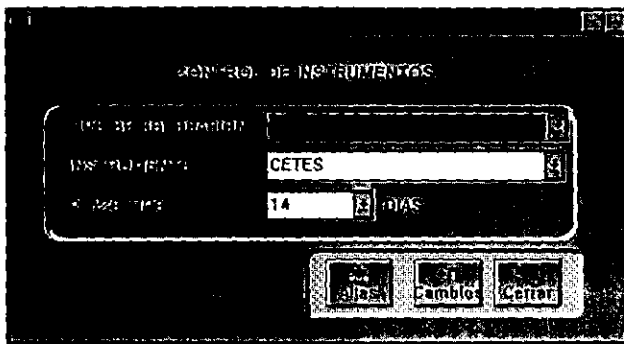 CONTROL DE INSTRUMENTOS
INSTRUMENTO CETES
14 DIAS
Altas Cambios Cerrar